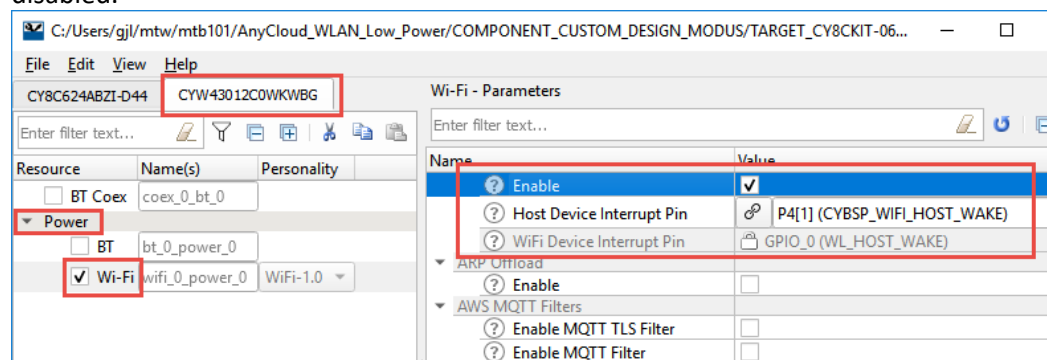 disabled.
C:/Users/gjl/mtw/mtb101/AnyCloud_WLAN_Low_Power/COMPONENT_CUSTOM_DESIGN_MODUS/TARGET_CY8CKIT-06...
File Edit View Help
CY8C624ABZI-D44 CYW43012C0WKWBG
Enter filter text...
Resource Name(s) Personality
BT Coex coex_0_bt_0
Power
BT bt_0_power_0
Wi-Fi wifi_0_power_0 WiFi-1.0
Wi-Fi - Parameters
Enter filter text...
Name Value
? Enable
? Host Device Interrupt Pin P4[1] (CYBSP_WIFI_HOST_WAKE)
? WiFi Device Interrupt Pin GPIO_0 (WL_HOST_WAKE)
ARP Offload
? Enable
AWS MQTT Filters
? Enable MQTT TLS Filter
? Enable MQTT Filter